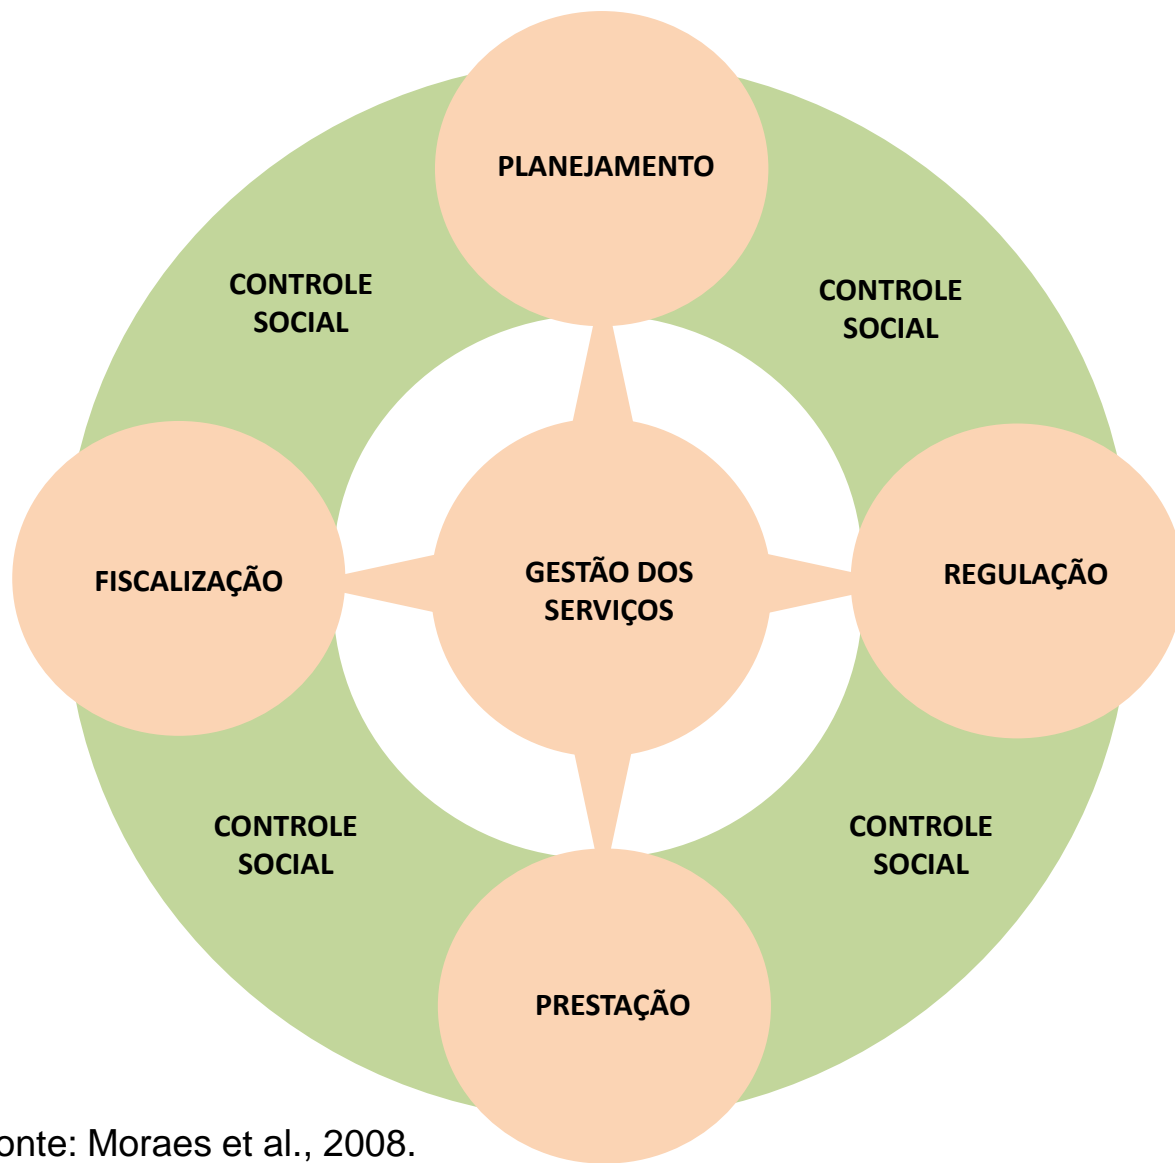 PLANEJAMENTO
CONTROLE
SOCIAL
CONTROLE
SOCIAL
FISCALIZAÇÃO
GESTÃO DOS
SERVIÇOS
REGULAÇÃO
CONTROLE
SOCIAL
CONTROLE
SOCIAL
PRESTAÇÃO
onte: Moraes et al., 2008.